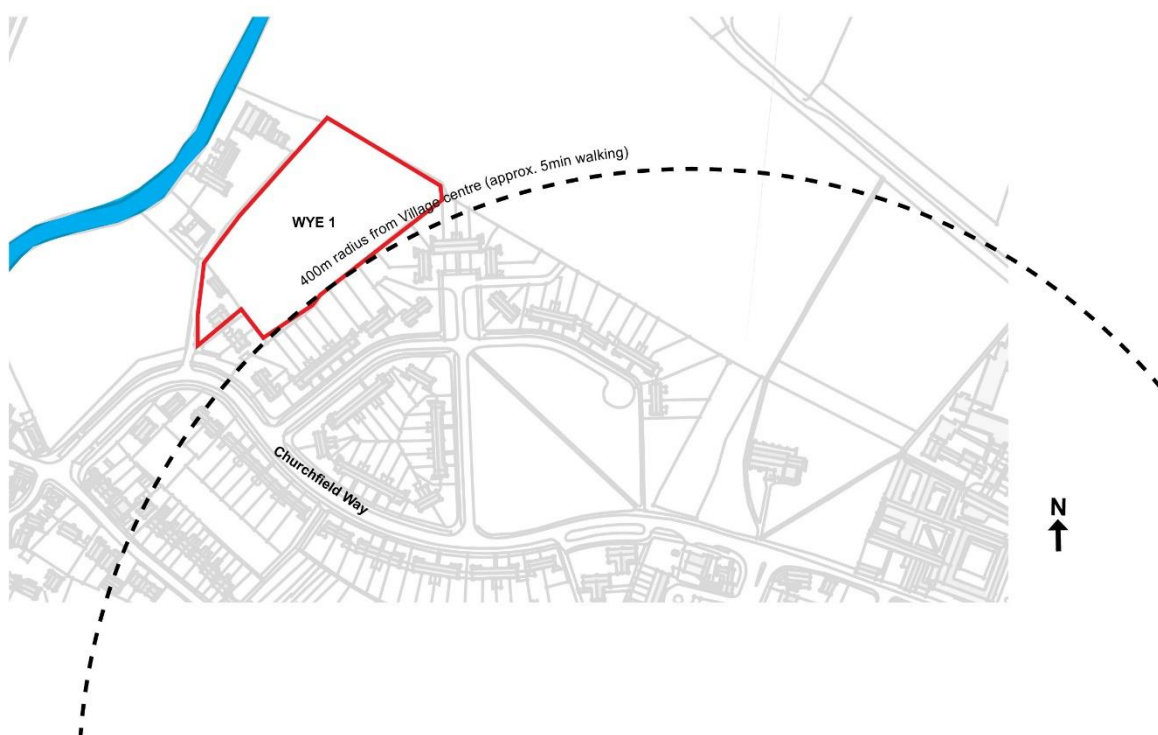 400m radius from Village centre (approx. 5min walking)
WYE 1
Churchfield Way
N